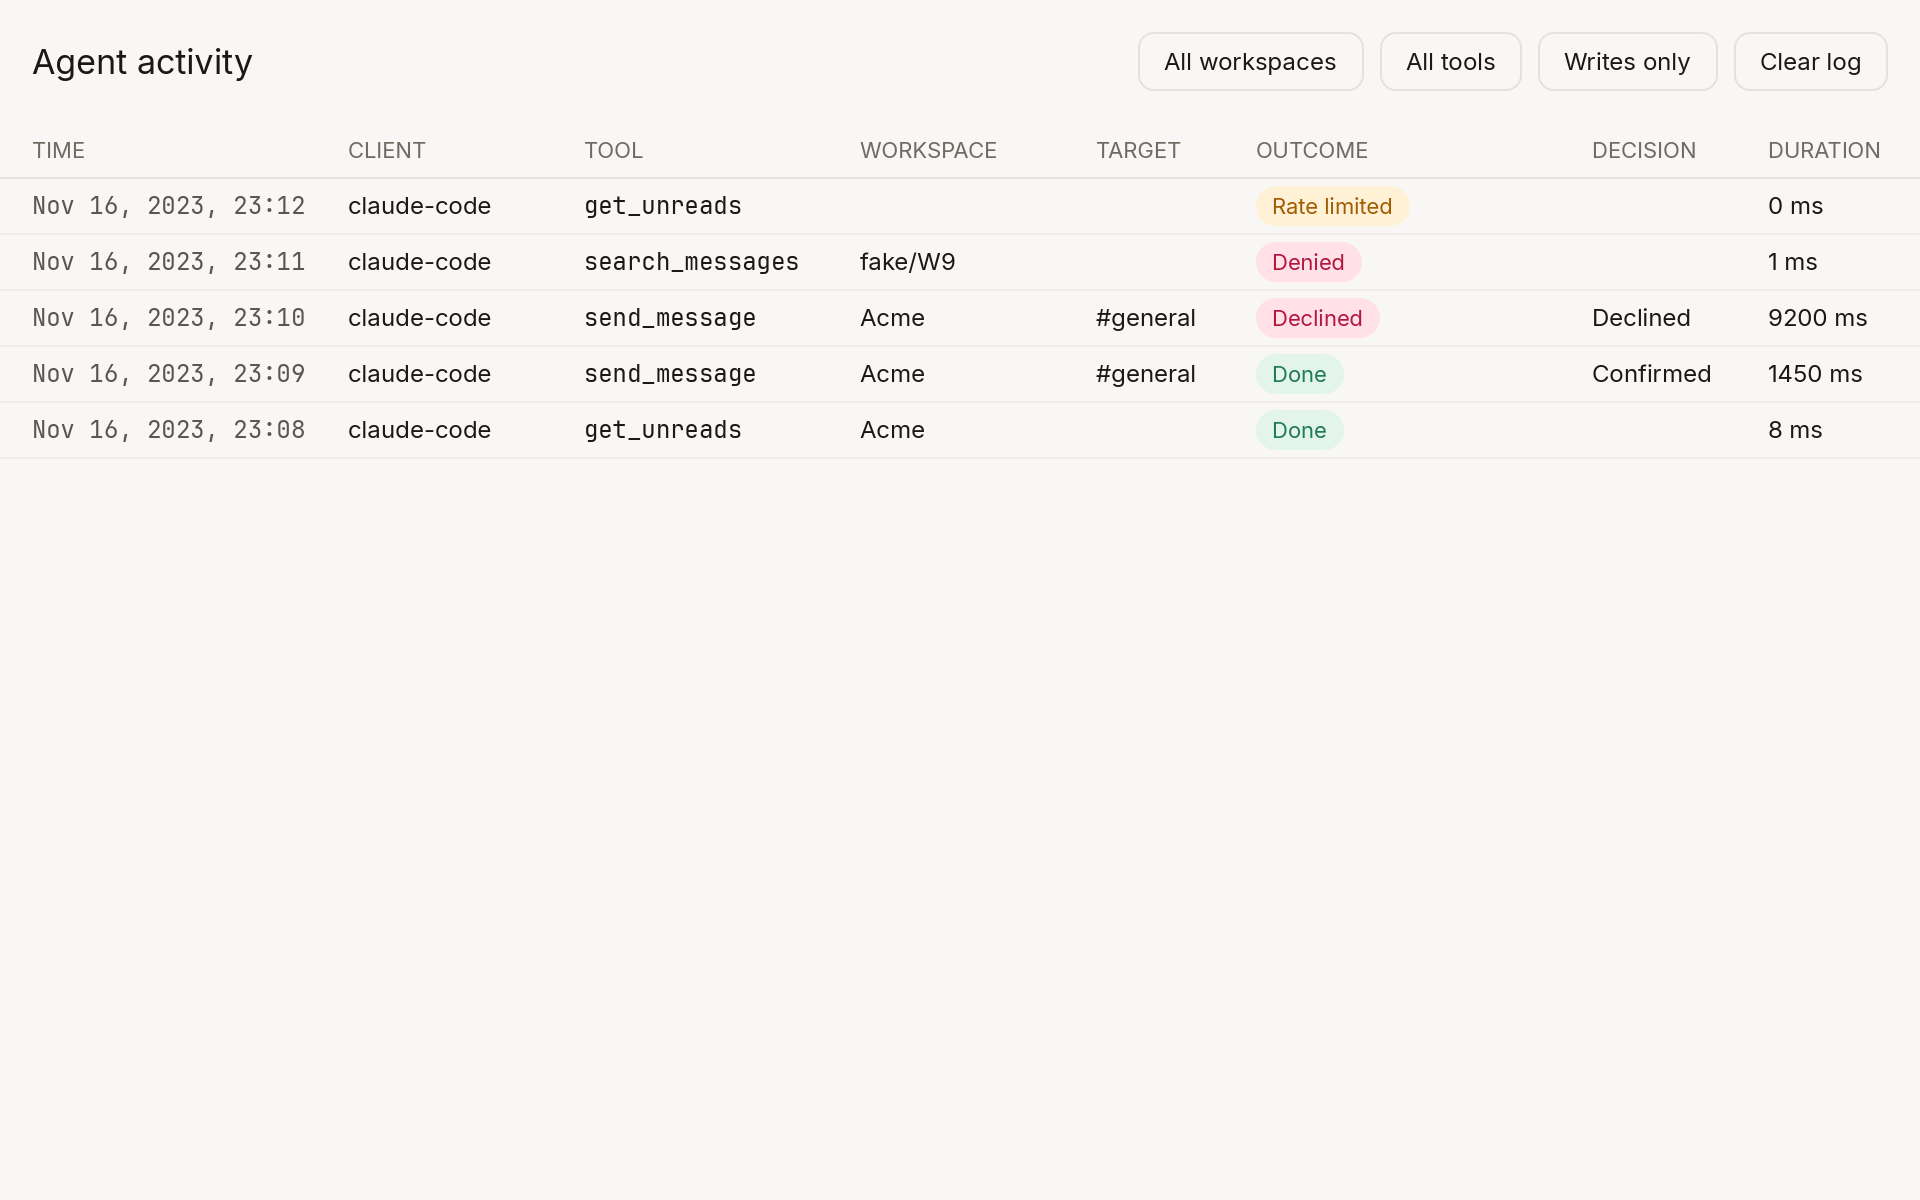 Agent activity All workspaces All tools Writes only Clear log
TIME CLIENT TOOL WORKSPACE TARGET OUTCOME DECISION DURATION
Nov 16, 2023, 23:12 claude-code get_unreads Rate limited 0 ms
Nov 16, 2023, 23:11 claude-code search_messages fake/W9 Denied 1 ms
Nov 16, 2023, 23:10 claude-code send_message Acme #general Declined Declined 9200 ms
Nov 16, 2023, 23:09 claude-code send_message Acme #general Done Confirmed 1450 ms
Nov 16, 2023, 23:08 claude-code get_unreads Acme Done 8 ms